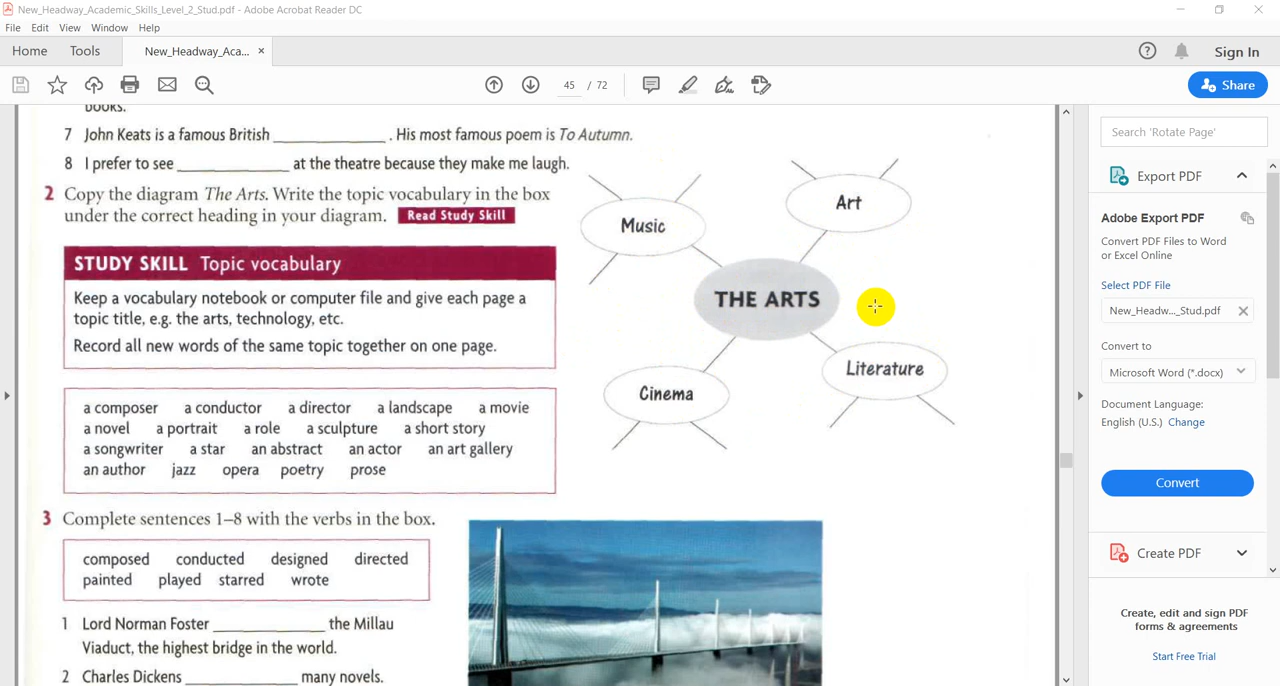 New_Headway_Academic_Skills_Level_2_Stud.pdf - Adobe Acrobat Reader DC
File Edit View Window Help
Home Tools New_Headway_Aca... × Sign In
45 / 72 Share
books.
7 John Keats is a famous British ____________ . His most famous poem is To Autumn.
8 I prefer to see ____________ at the theatre because they make me laugh.
2 Copy the diagram The Arts. Write the topic vocabulary in the box
under the correct heading in your diagram. Read Study Skill
STUDY SKILL Topic vocabulary
Keep a vocabulary notebook or computer file and give each page a
topic title, e.g. the arts, technology, etc.
Record all new words of the same topic together on one page.
a composer a conductor a director a landscape a movie
a novel a portrait a role a sculpture a short story
a songwriter a star an abstract an actor an art gallery
an author jazz opera poetry prose
Music
Art
THE ARTS
Cinema
Literature
3 Complete sentences 1–8 with the verbs in the box.
composed conducted designed directed
painted played starred wrote
1 Lord Norman Foster ____________ the Millau
Viaduct, the highest bridge in the world.
2 Charles Dickens ____________ many novels.
Search 'Rotate Page'
Export PDF
Adobe Export PDF
Convert PDF Files to Word
or Excel Online
Select PDF File
New_Headw..._Stud.pdf
Convert to
Microsoft Word (*.docx)
Document Language:
English (U.S.) Change
Convert
Create PDF
Create, edit and sign PDF
forms & agreements
Start Free Trial